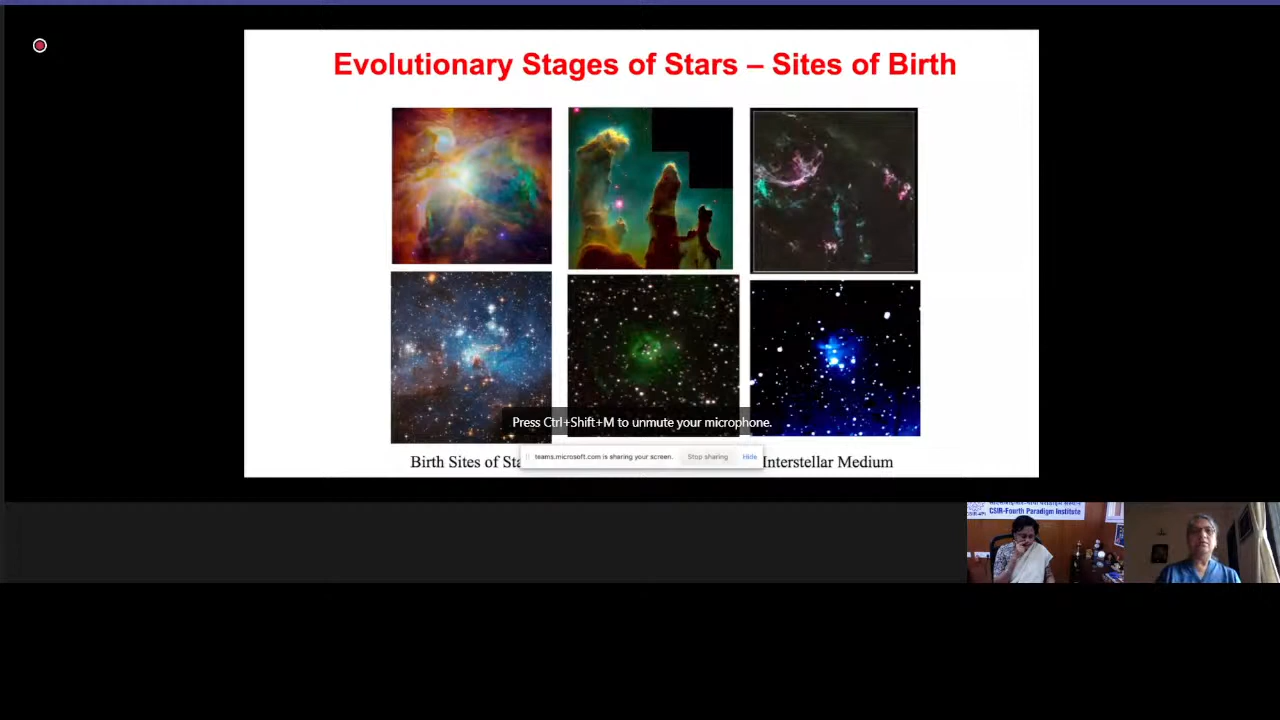 Evolutionary Stages of Stars – Sites of Birth
Press Ctrl+Shift+M to unmute your microphone.
Birth Sites of
teams.microsoft.com is sharing your screen.
Stop sharing
Hide
Interstellar Medium
CSIR-Fourth Paradigm Institute